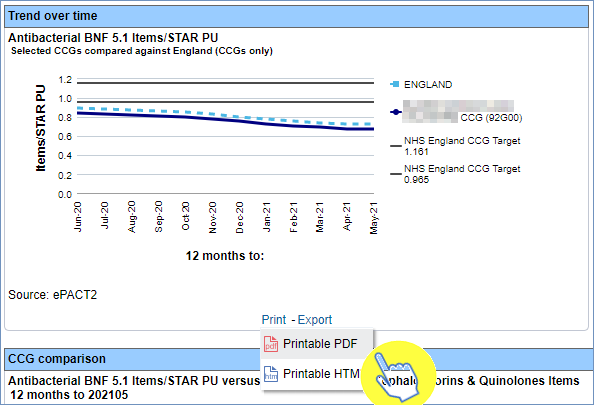 Trend over time
Antibacterial BNF 5.1 Items/STAR PU
Selected CCGs compared against England (CCGs only)
Items/STAR PU
1.2
1.0
0.8
0.6
0.4
0.2
0.0
Jun-20
Jul-20
Aug-20
Sep-20
Oct-20
Nov-20
Dec-20
Jan-21
Feb-21
Mar-21
Apr-21
May-21
12 months to:
ENGLAND
CCG (92G00)
NHS England CCG Target
1.161
NHS England CCG Target
0.965
Source: ePACT2
Print - Export
pdf Printable PDF
htm Printable HTM
CCG comparison
Antibacterial BNF 5.1 Items/STAR PU versus & Quinolones Items
12 months to 202105